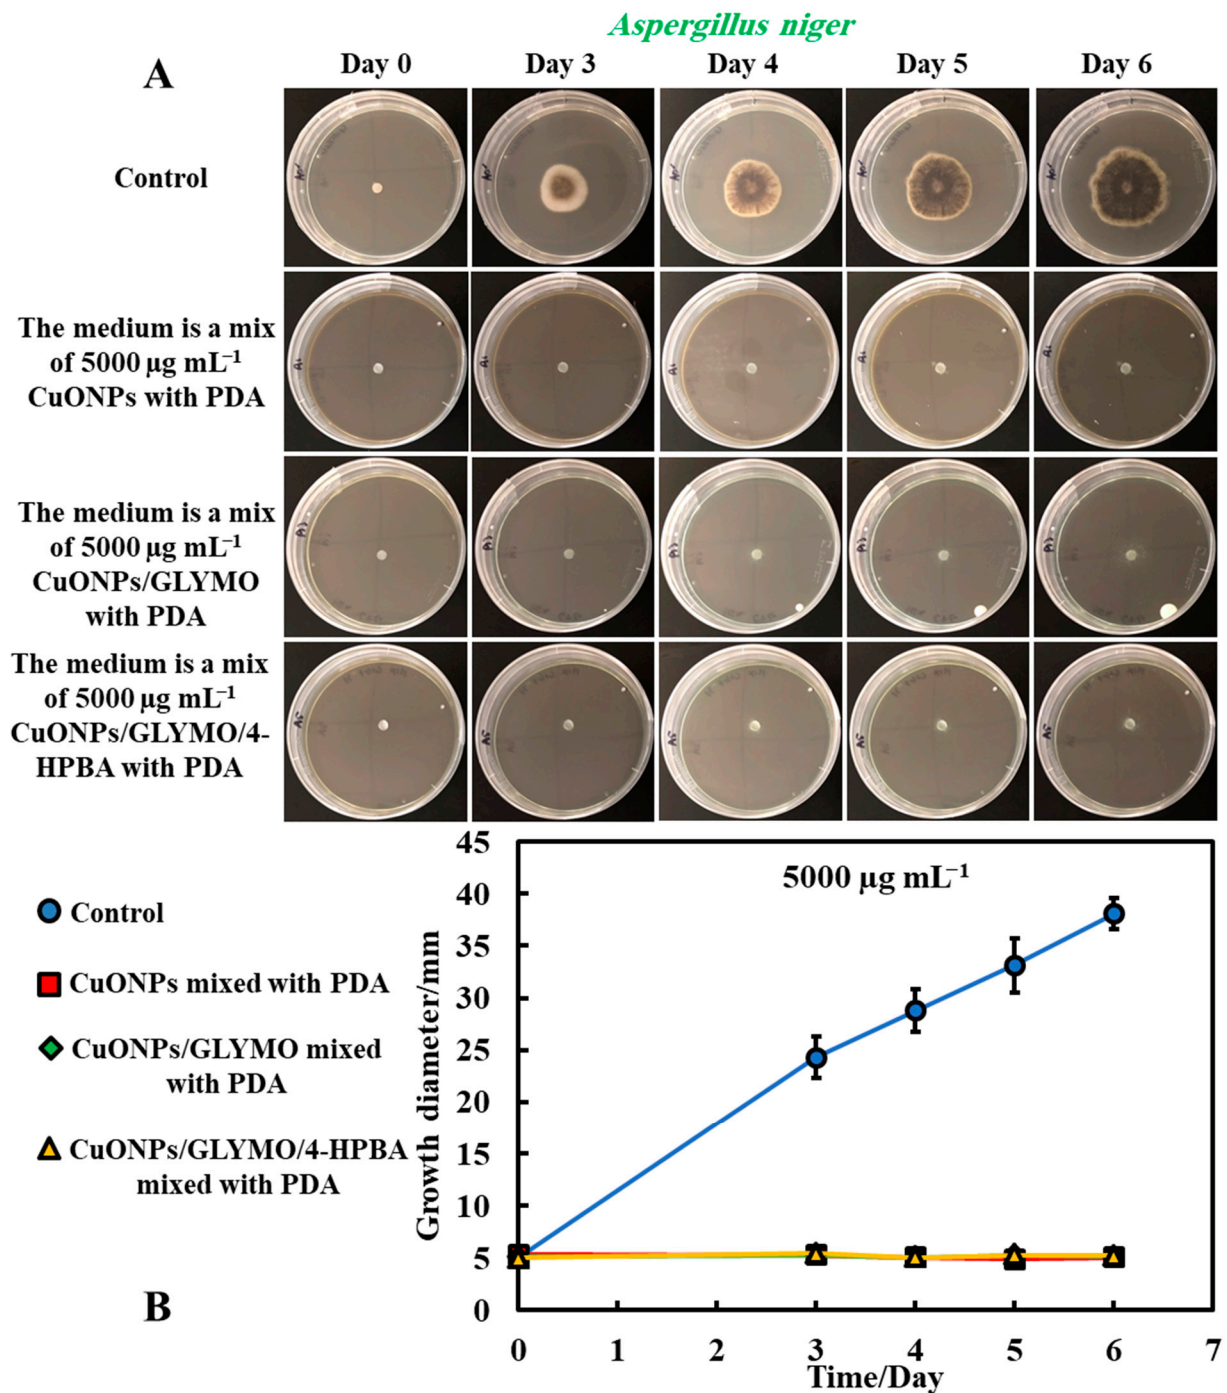 Aspergillus niger
A
Day 0 Day 3 Day 4 Day 5 Day 6
Control
The medium is a mix
of 5000 µg mL⁻¹
CuONPs with PDA
The medium is a mix
of 5000 µg mL⁻¹
CuONPs/GLYMO
with PDA
The medium is a mix
of 5000 µg mL⁻¹
CuONPs/GLYMO/4-
HPBA with PDA
B
Control
CuONPs mixed with PDA
CuONPs/GLYMO mixed
with PDA
CuONPs/GLYMO/4-HPBA
mixed with PDA
5000 µg mL⁻¹
Growth diameter/mm
45
40
35
30
25
20
15
10
5
0
0 1 2 3 4 5 6 7
Time/Day